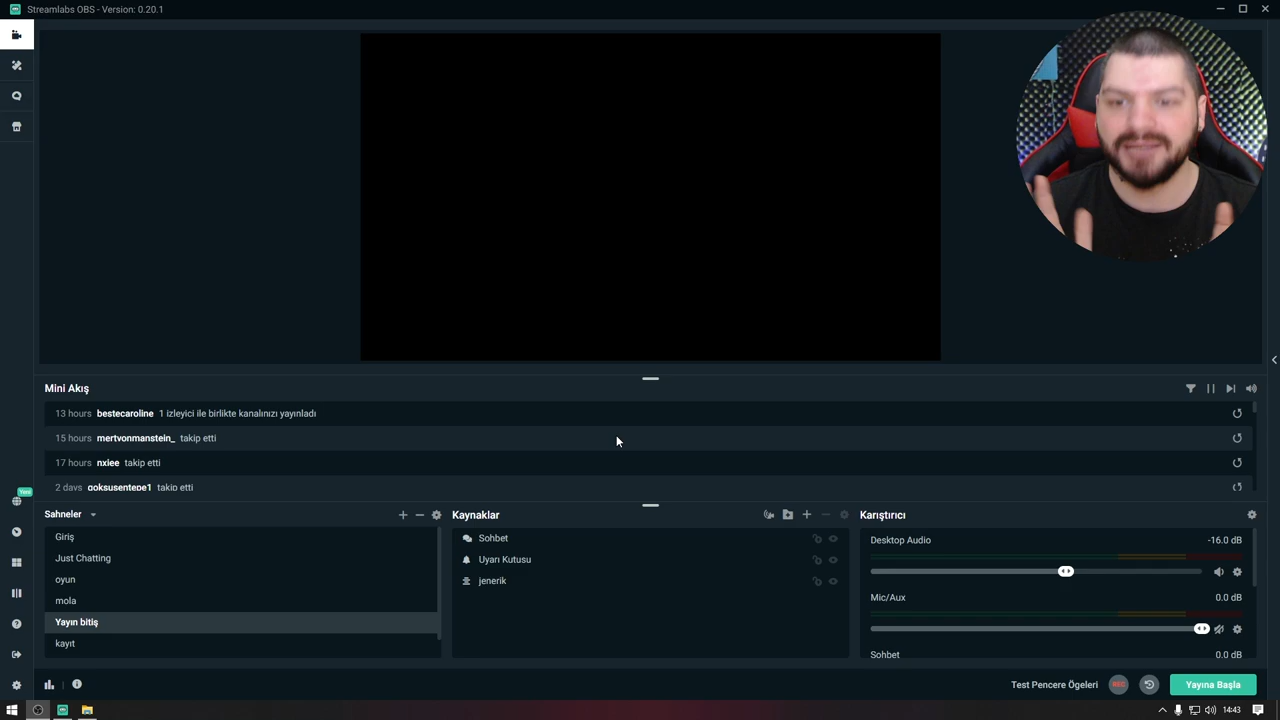 Streamlabs OBS - Version: 0.20.1
Mini Akış
13 hours bestecaroline 1 izleyici ile birlikte kanalınızı yayınladı
15 hours mertvonmanstein_ takip etti
17 hours nxiee takip etti
2 days goksusentepe1 takip etti
Yeni
Sahneler
Giriş
Just Chatting
oyun
mola
Yayın bitiş
kayıt
Kaynaklar
Sohbet
Uyarı Kutusu
jenerik
Karıştırıcı
Desktop Audio -16.0 dB
Mic/Aux 0.0 dB
Sohbet 0.0 dB
Test Pencere Ögeleri REC Yayına Başla
14:43